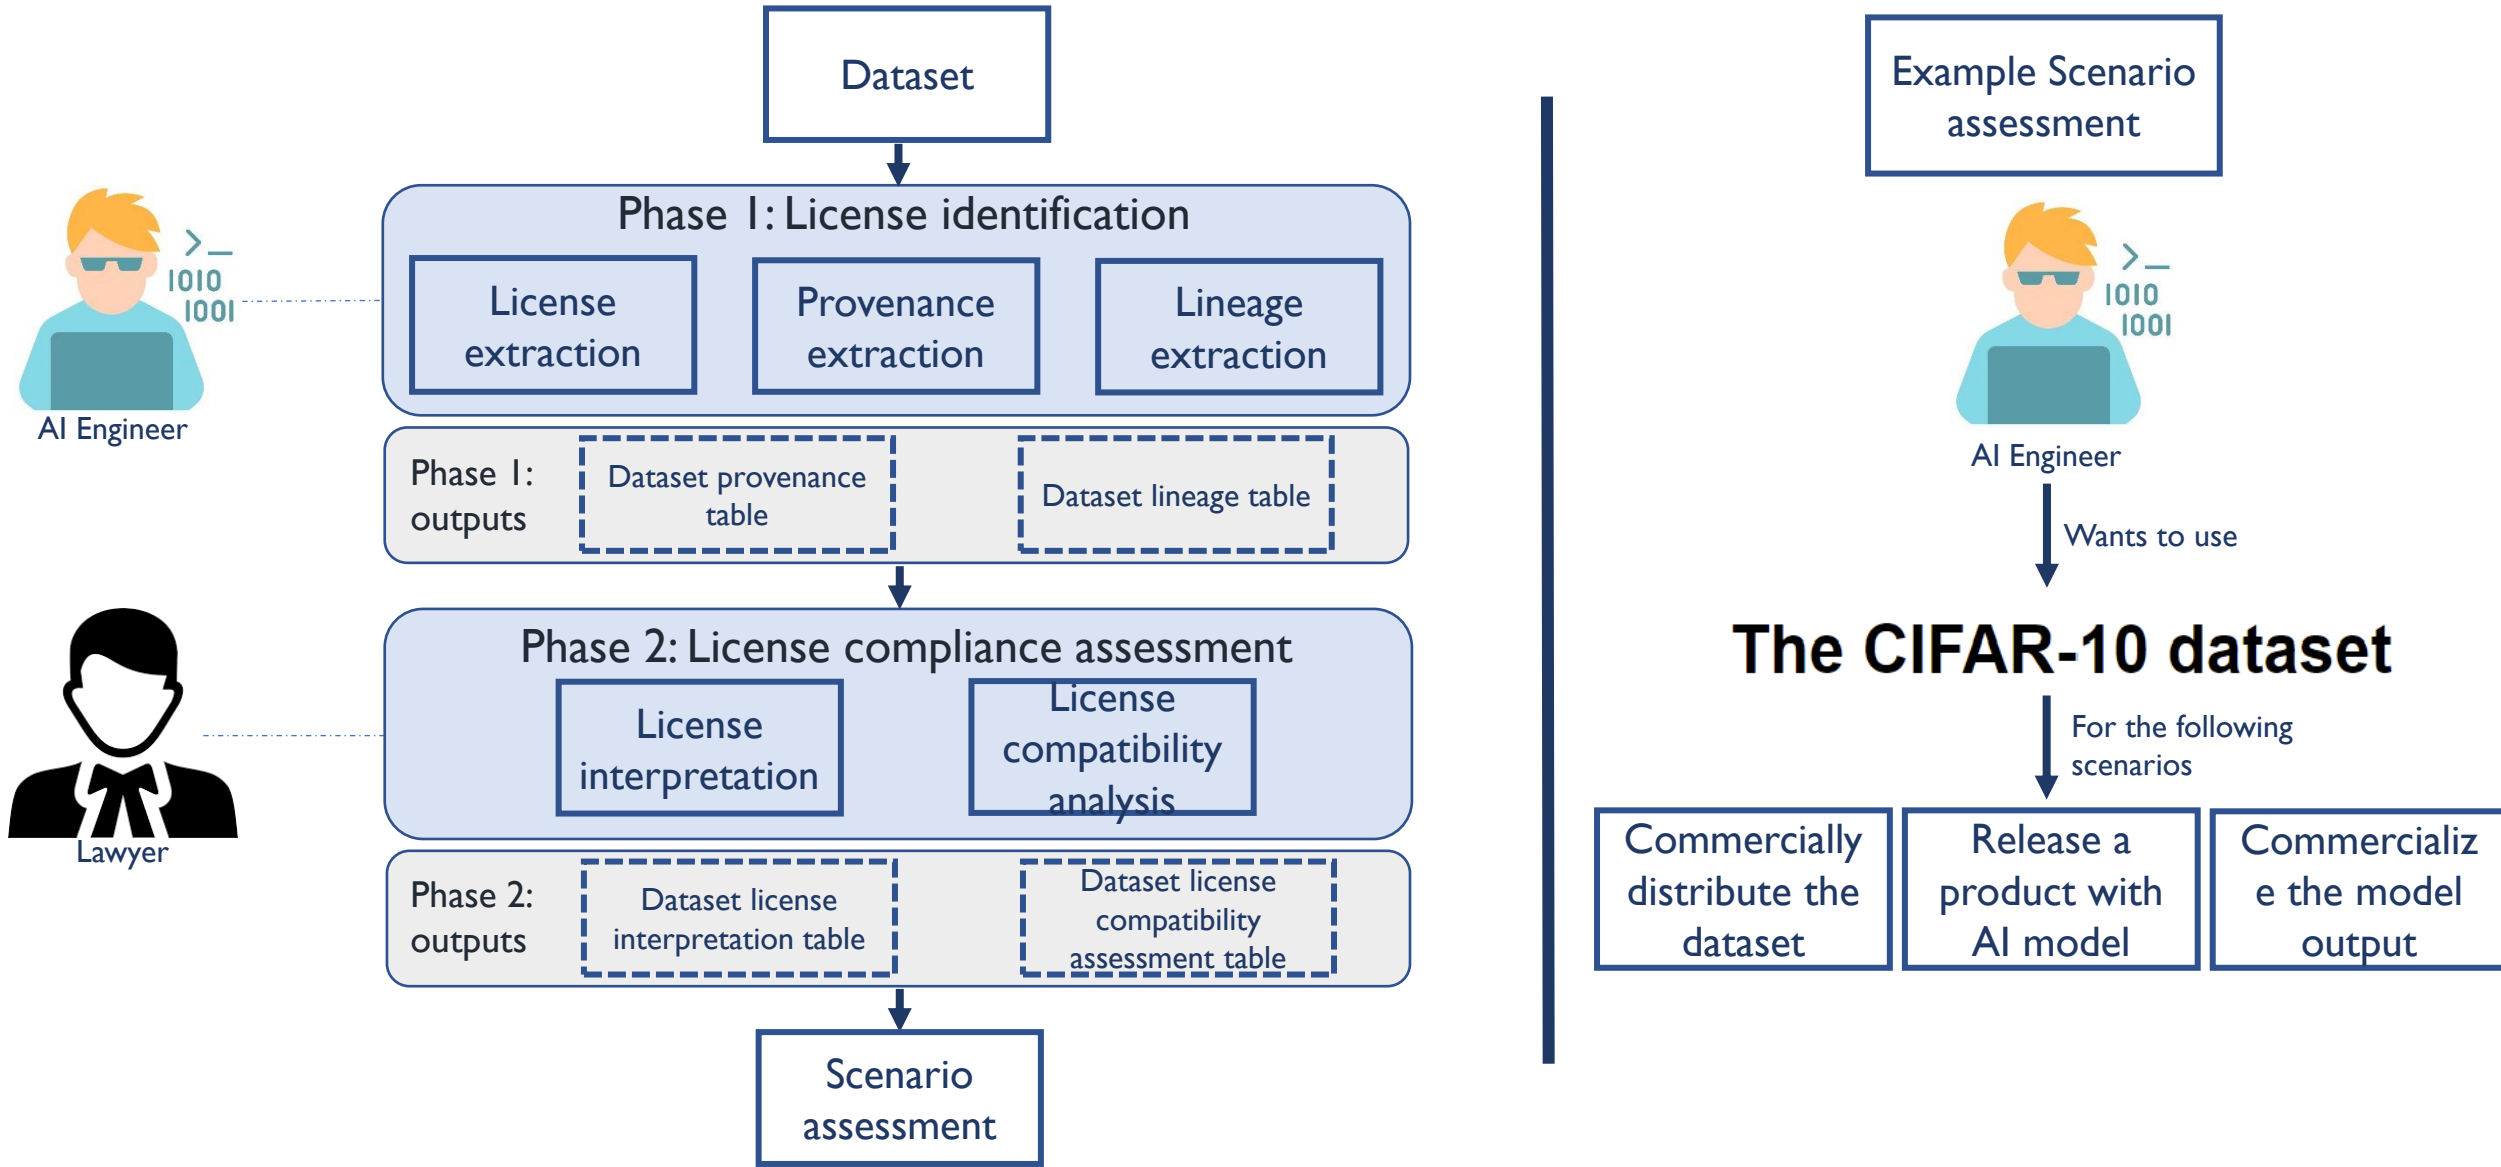 Dataset
Phase 1: License identification
License
extraction
Provenance
extraction
Lineage
extraction
>_
1010
1001
AI Engineer
Phase 1:
outputs
Dataset provenance
table
Dataset lineage table
Phase 2: License compliance assessment
License
interpretation
License
compatibility
analysis
Lawyer
Phase 2:
outputs
Dataset license
interpretation table
Dataset license
compatibility
assessment table
Scenario
assessment
Example Scenario
assessment
>_
1010
1001
AI Engineer
Wants to use
The CIFAR-10 dataset
For the following
scenarios
Commercially
distribute the
dataset
Release a
product with
AI model
Commercializ
e the model
output